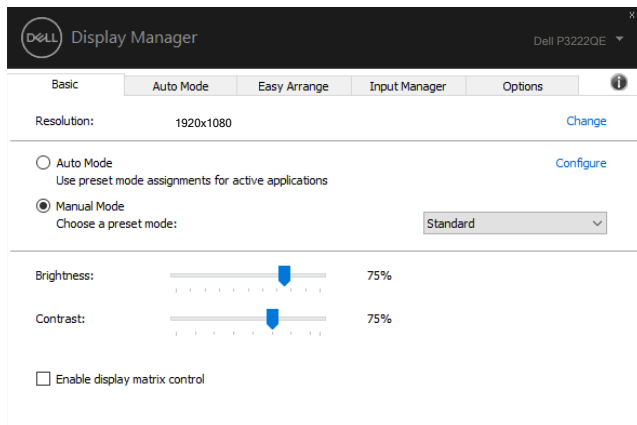 x
DELL Display Manager
Dell P3222QE
Basic Auto Mode Easy Arrange Input Manager Options
Resolution: 1920x1080 Change
Auto Mode Configure
Use preset mode assignments for active applications
Manual Mode
Choose a preset mode: Standard
Brightness: 75%
Contrast: 75%
Enable display matrix control